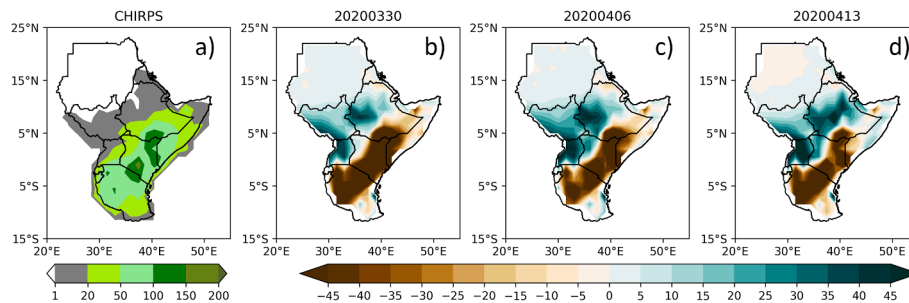 CHIRPS 20200330 20200406 20200413
a) b) c) d)
25°N 25°N 25°N 25°N
15°N 15°N 15°N 15°N
5°N 5°N 5°N 5°N
5°S 5°S 5°S 5°S
15°S 15°S 15°S 15°S
20°E 30°E 40°E 50°E 20°E 30°E 40°E 50°E 20°E 30°E 40°E 50°E 20°E 30°E 40°E 50°E
1 20 50 100 150 200 −45 −40 −35 −30 −25 −20 −15 −10 −5 0 5 10 15 20 25 30 35 40 45